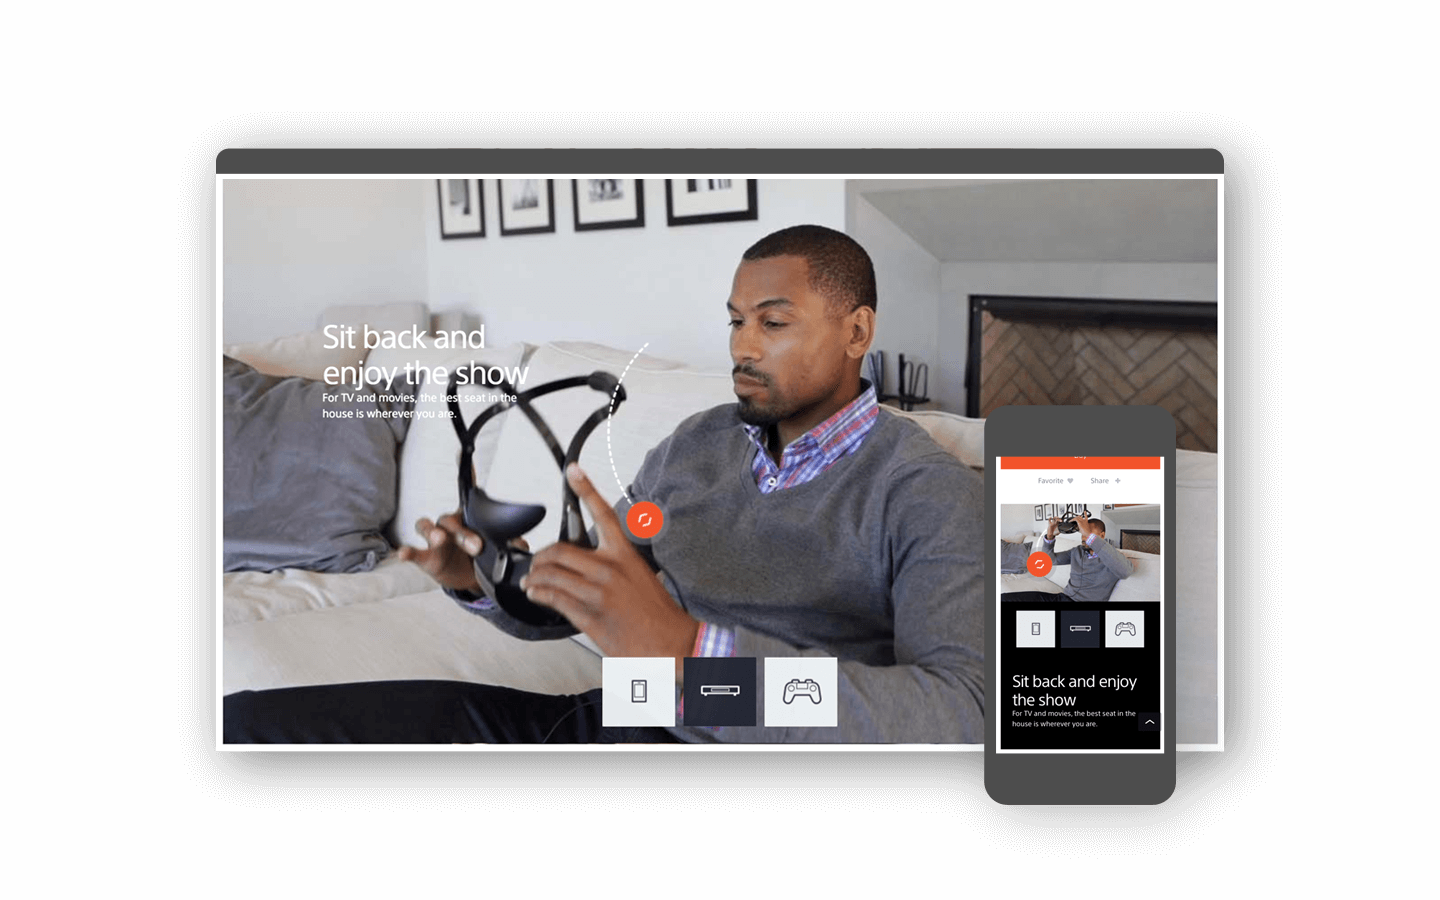 Sit back and
enjoy the show
For TV and movies, the best seat in the
house is wherever you are.
Favorite
Share
Sit back and enjoy
the show
For TV and movies, the best seat in the
house is wherever you are.